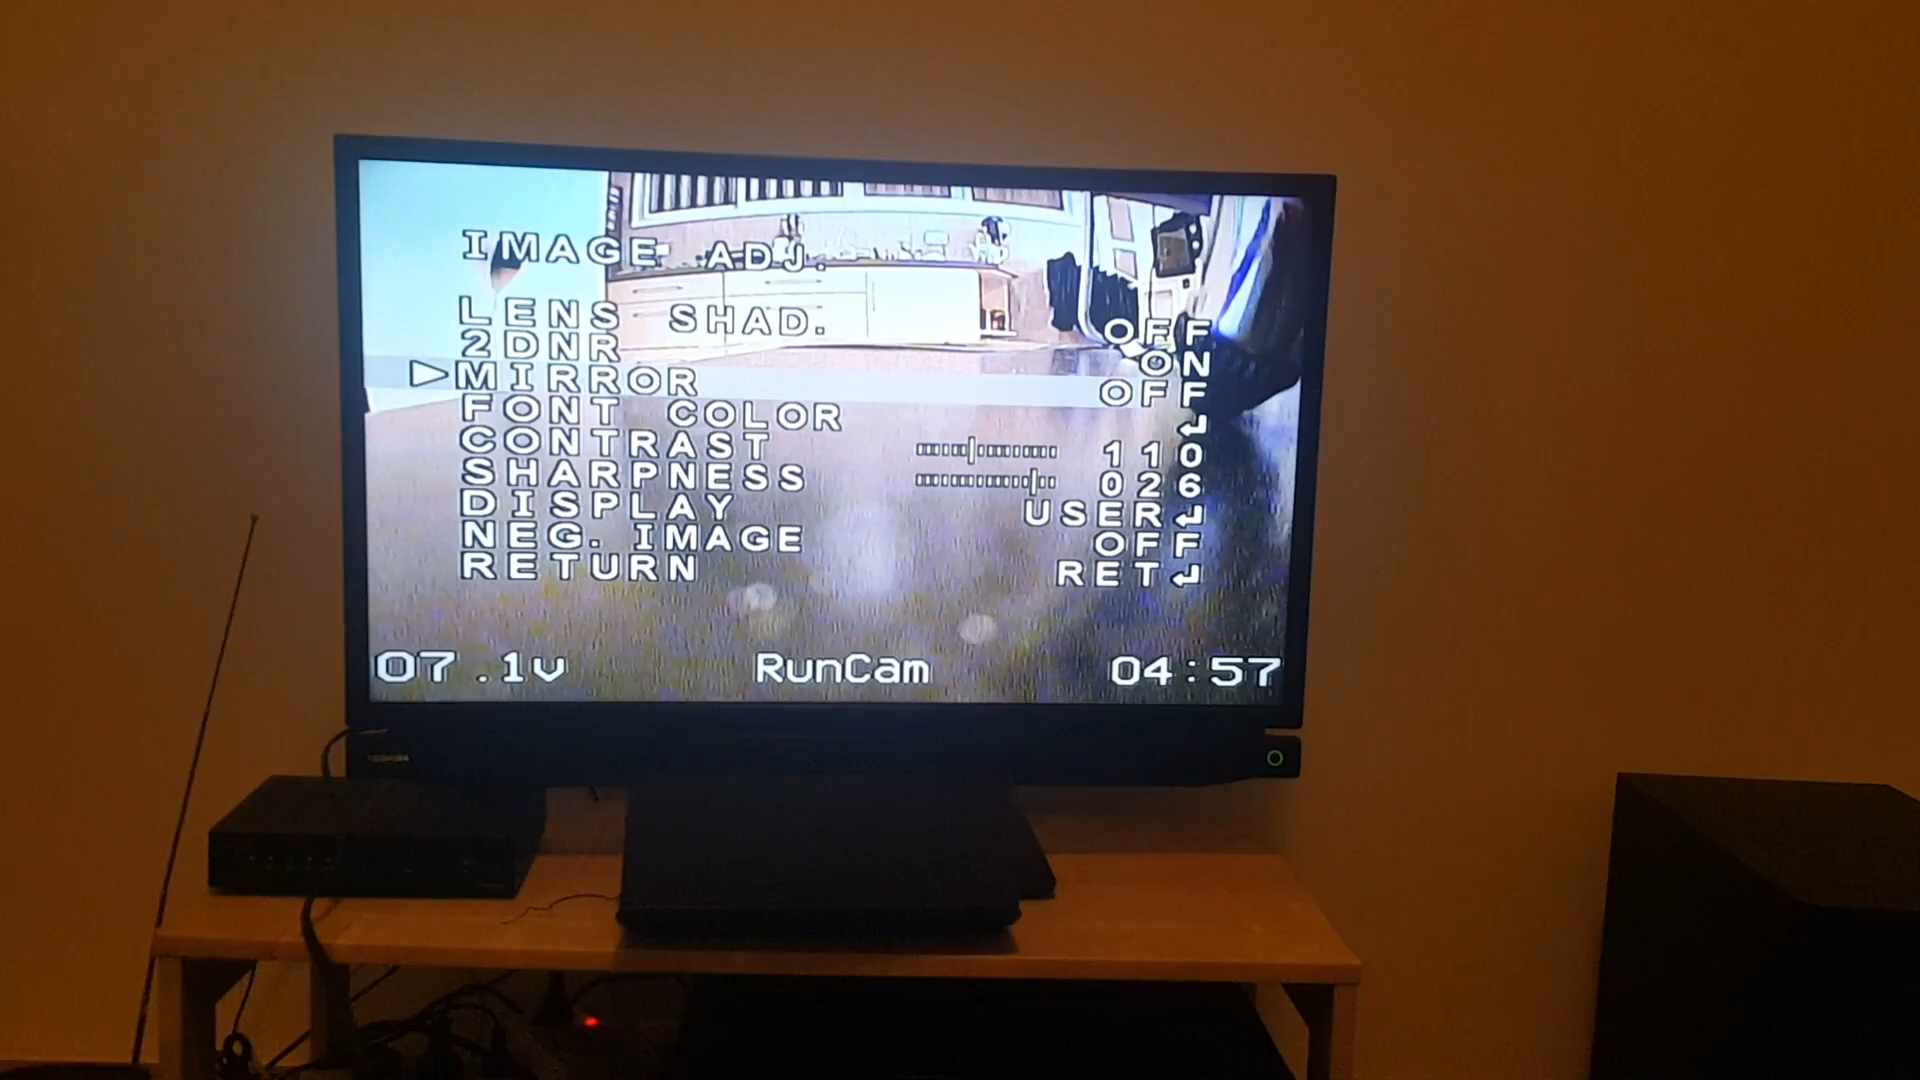 IMAGE ADJ.
LENS SHAD. OFF
2DNR ON
MIRROR OFF
FONT COLOR ↵
CONTRAST 110
SHARPNESS 026
DISPLAY USER↵
NEG. IMAGE OFF
RETURN RET↵
07.1v RunCam 04:57
TOSHIBA